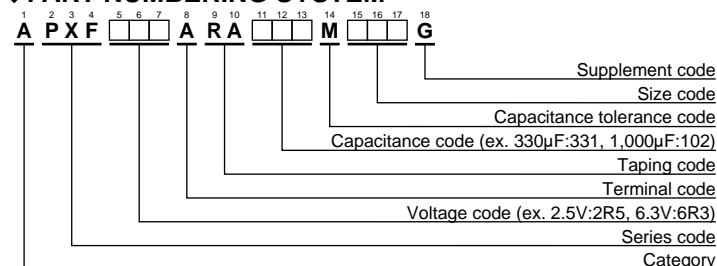 PART NUMBERING SYSTEM
1 2 3 4 5 6 7 8 9 10 11 12 13 14 15 16 17 18
A P X F □□□ A R A □□□ M □□□ G
Supplement code
Size code
Capacitance tolerance code
Capacitance code (ex. 330µF:331, 1,000µF:102)
Taping code
Terminal code
Voltage code (ex. 2.5V:2R5, 6.3V:6R3)
Series code
Category